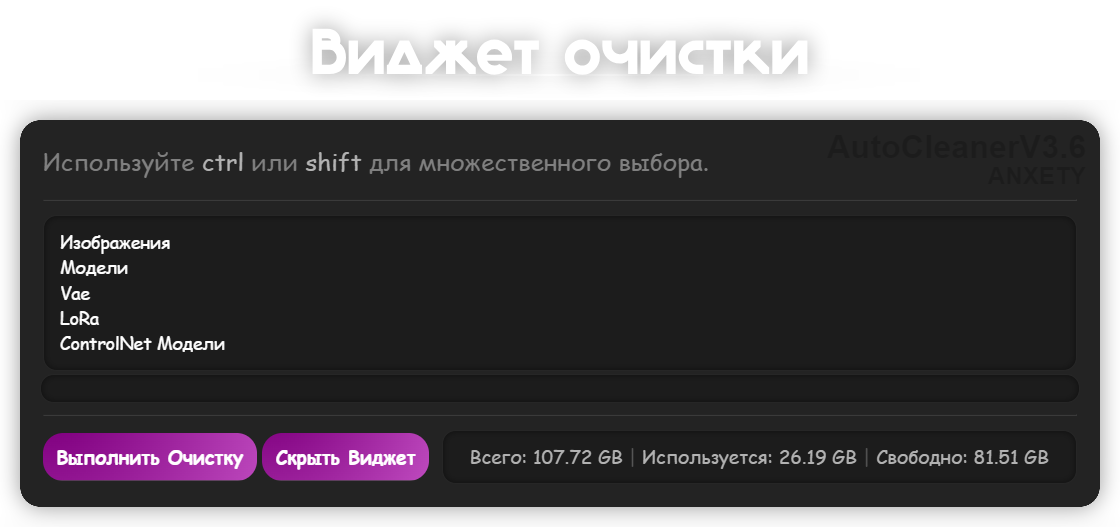 Виджет очистки
AutoCleanerV3.6
ANXETY
Используйте ctrl или shift для множественного выбора.
Изображения
Модели
Vae
LoRa
ControlNet Модели
Выполнить Очистку
Скрыть Виджет
Всего: 107.72 GB | Используется: 26.19 GB | Свободно: 81.51 GB